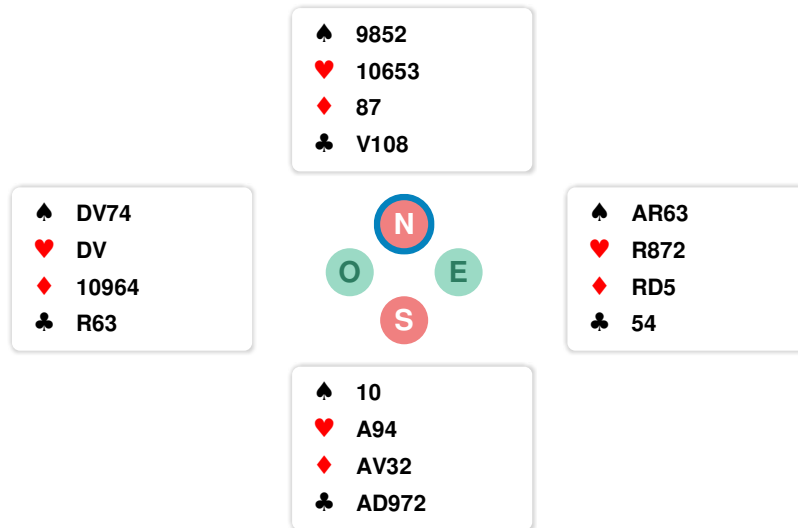 ♠ 9852
♥ 10653
♦ 87
♣ V108
♠ DV74
♥ DV
♦ 10964
♣ R63
N
O E
S
♠ AR63
♥ R872
♦ RD5
♣ 54
♠ 10
♥ A94
♦ AV32
♣ AD972